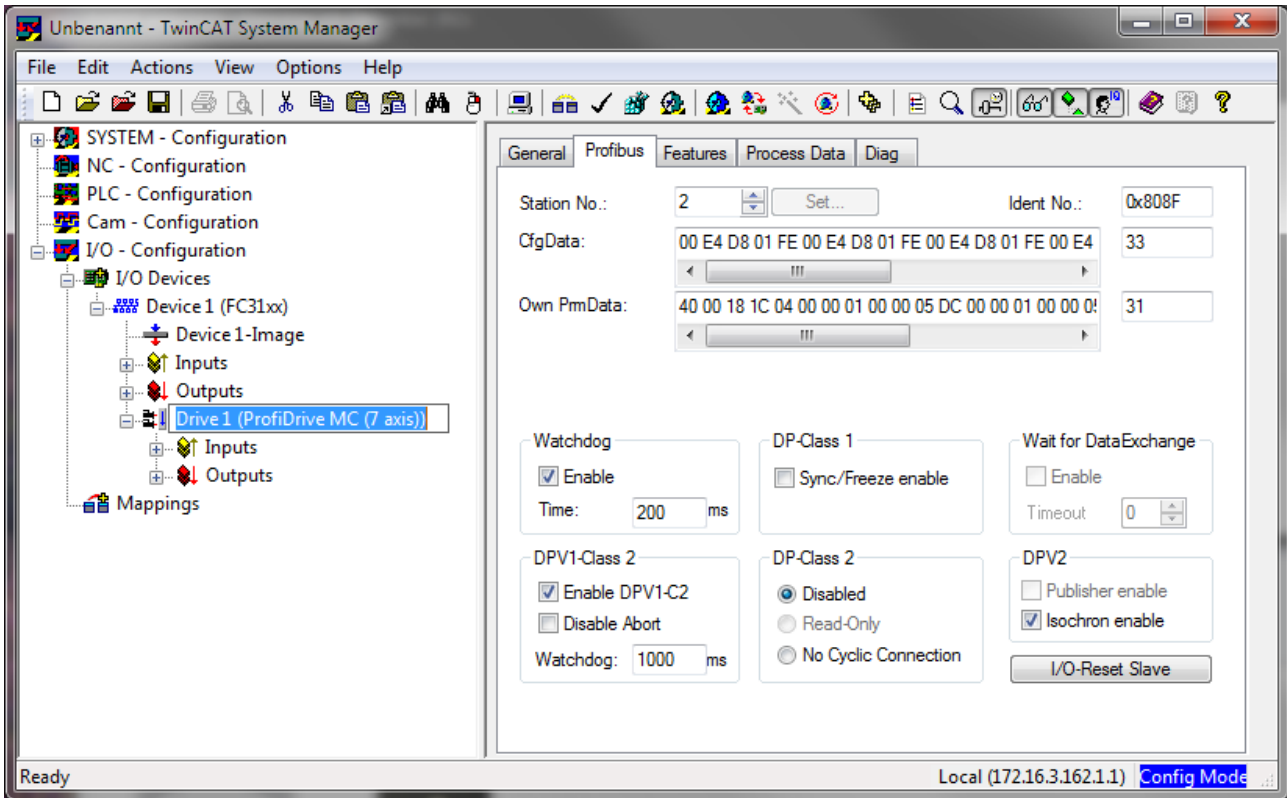 Unbenannt - TwinCAT System Manager
File Edit Actions View Options Help
SYSTEM - Configuration
NC - Configuration
PLC - Configuration
Cam - Configuration
I/O - Configuration
I/O Devices
Device 1 (FC31xx)
Device 1-Image
Inputs
Outputs
Drive 1 (ProfiDrive MC (7 axis))
Inputs
Outputs
Mappings
General Profibus Features Process Data Diag
Station No.: 2 Set... Ident No.: 0x808F
CfgData: 00 E4 D8 01 FE 00 E4 D8 01 FE 00 E4 D8 01 FE 00 E4 33
Own PrmData: 40 00 18 1C 04 00 00 01 00 00 05 DC 00 00 01 00 00 31
Watchdog DP-Class 1 Wait for DataExchange
Enable Sync/Freeze enable Enable
Time: 200 ms Timeout 0
DPV1-Class 2 DP-Class 2 DPV2
Enable DPV1-C2 Disabled Publisher enable
Disable Abort Read-Only Isochron enable
Watchdog: 1000 ms No Cyclic Connection I/O-Reset Slave
Ready Local (172.16.3.162.1.1) Config Mode